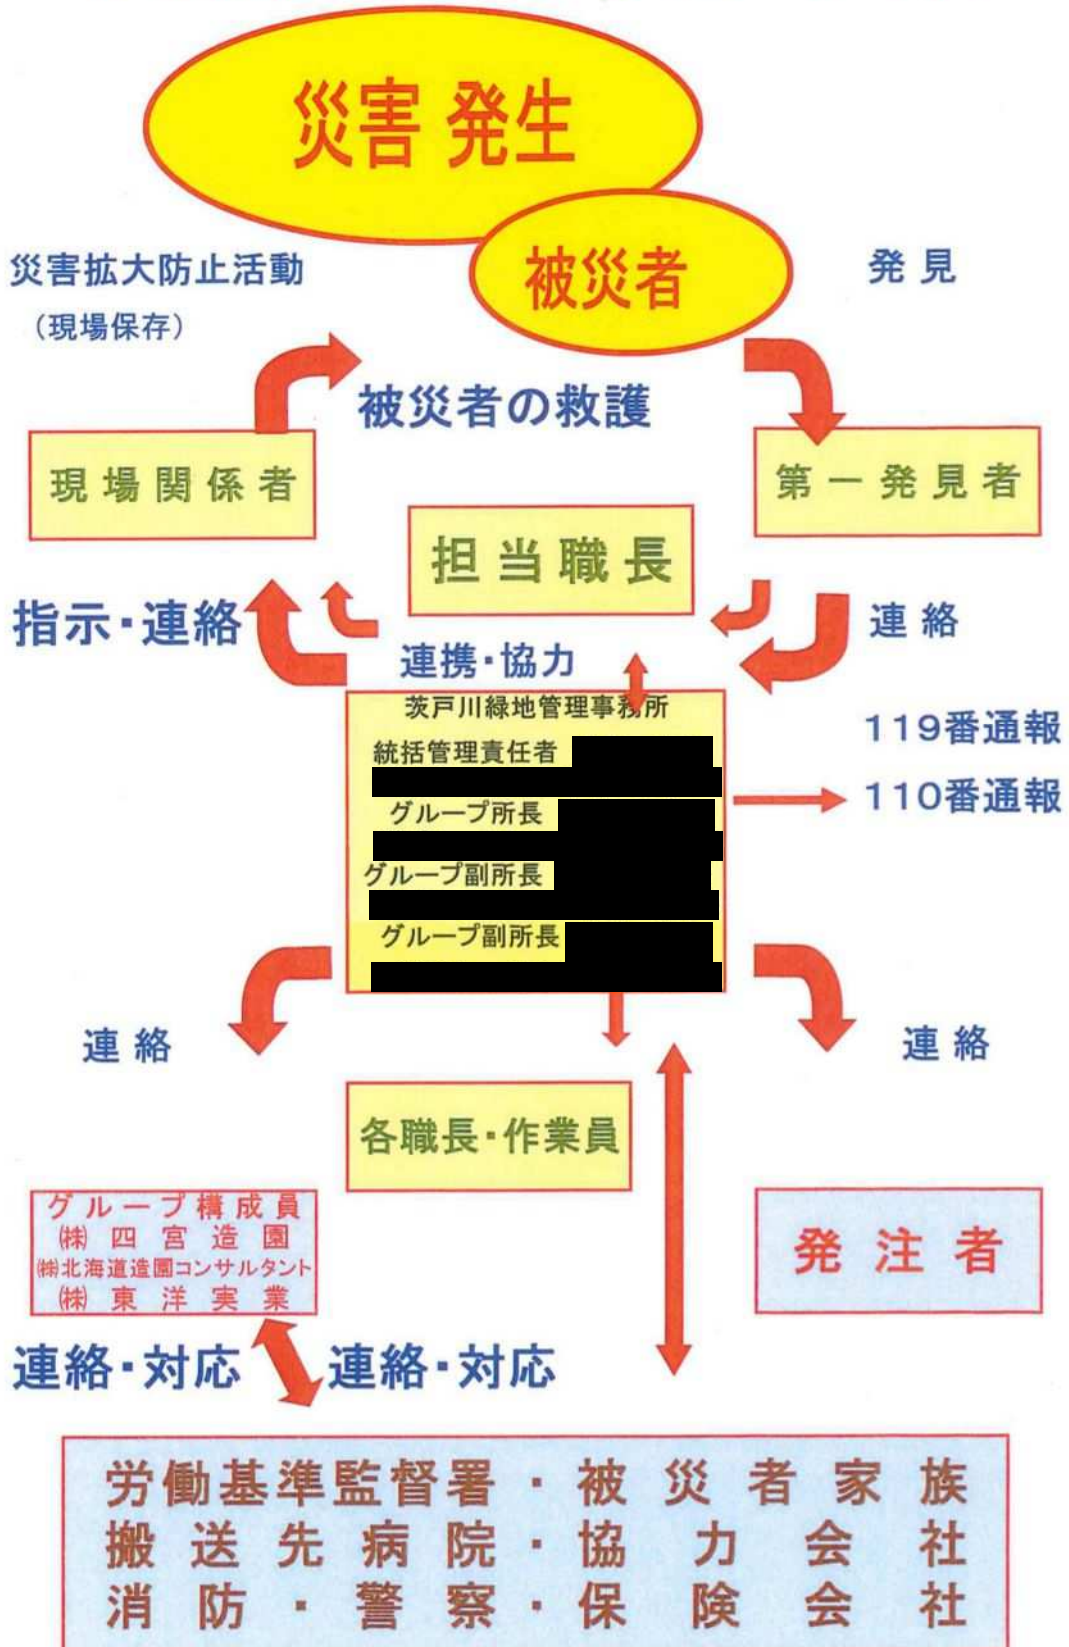 災害 発生
被災者
災害拡大防止活動
（現場保存）
発 見
被災者の救護
現 場 関 係 者
第 一 発 見 者
担 当 職 長
指示・連絡
連携・協力
連 絡
茨戸川緑地管理事務所
統括管理責任者
グループ所長
グループ副所長
グループ副所長
119番通報
110番通報
連 絡
連 絡
各職長・作業員
グ ル ー プ 構 成 員
㈱ 四 宮 造 園
㈱北海道造園コンサルタント
㈱ 東 洋 実 業
発 注 者
連絡・対応
連絡・対応
労働基準監督署・被 災 者 家 族
搬 送 先 病 院・協 力 会 社
消 防 ・ 警 察・保 険 会 社